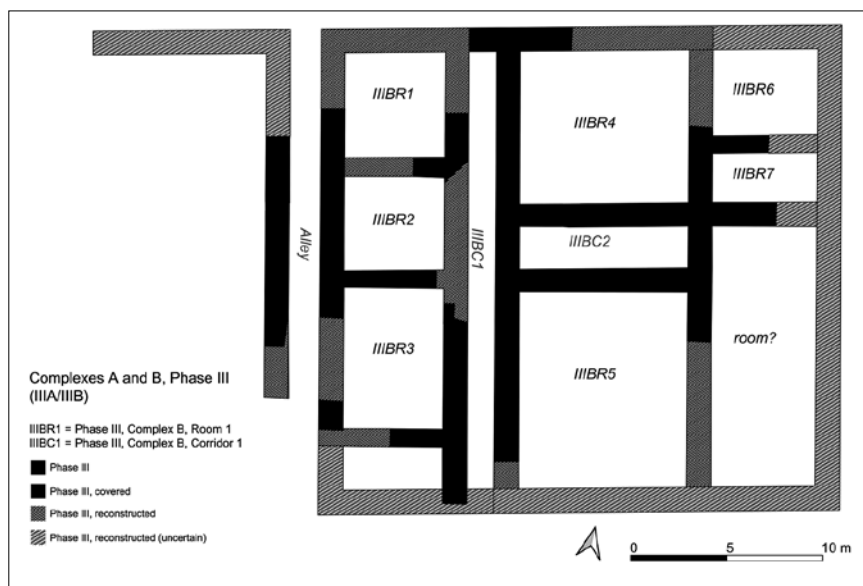 IIIBR1
IIIBR4
IIIBR6
IIIBR7
IIIBR2
Alley
IIIBC1
IIIBC2
IIIBR3
IIIBR5
room?
Complexes A and B, Phase III
(IIIA/IIIB)
IIIBR1 = Phase III, Complex B, Room 1
IIIBC1 = Phase III, Complex B, Corridor 1
Phase III
Phase III, covered
Phase III, reconstructed
Phase III, reconstructed (uncertain)
0 5 10 m